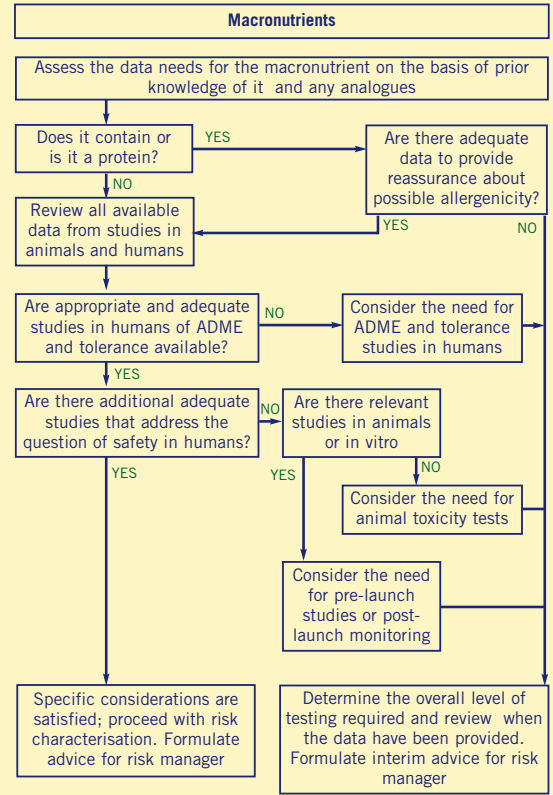 Macronutrients
Assess the data needs for the macronutrient on the basis of prior
knowledge of it and any analogues
Does it contain or
is it a protein?
YES
Are there adequate
data to provide
reassurance about
possible allergenicity?
NO
YES
NO
Review all available
data from studies in
animals and humans
Are appropriate and adequate
studies in humans of ADME
and tolerance available?
NO
Consider the need for
ADME and tolerance
studies in humans
YES
Are there additional adequate
studies that address the
question of safety in humans?
NO
Are there relevant
studies in animals
or in vitro
YES
YES
NO
Consider the need for
animal toxicity tests
Consider the need
for pre-launch
studies or post-
launch monitoring
Specific considerations are
satisfied; proceed with risk
characterisation. Formulate
advice for risk manager
Determine the overall level of
testing required and review when
the data have been provided.
Formulate interim advice for risk
manager